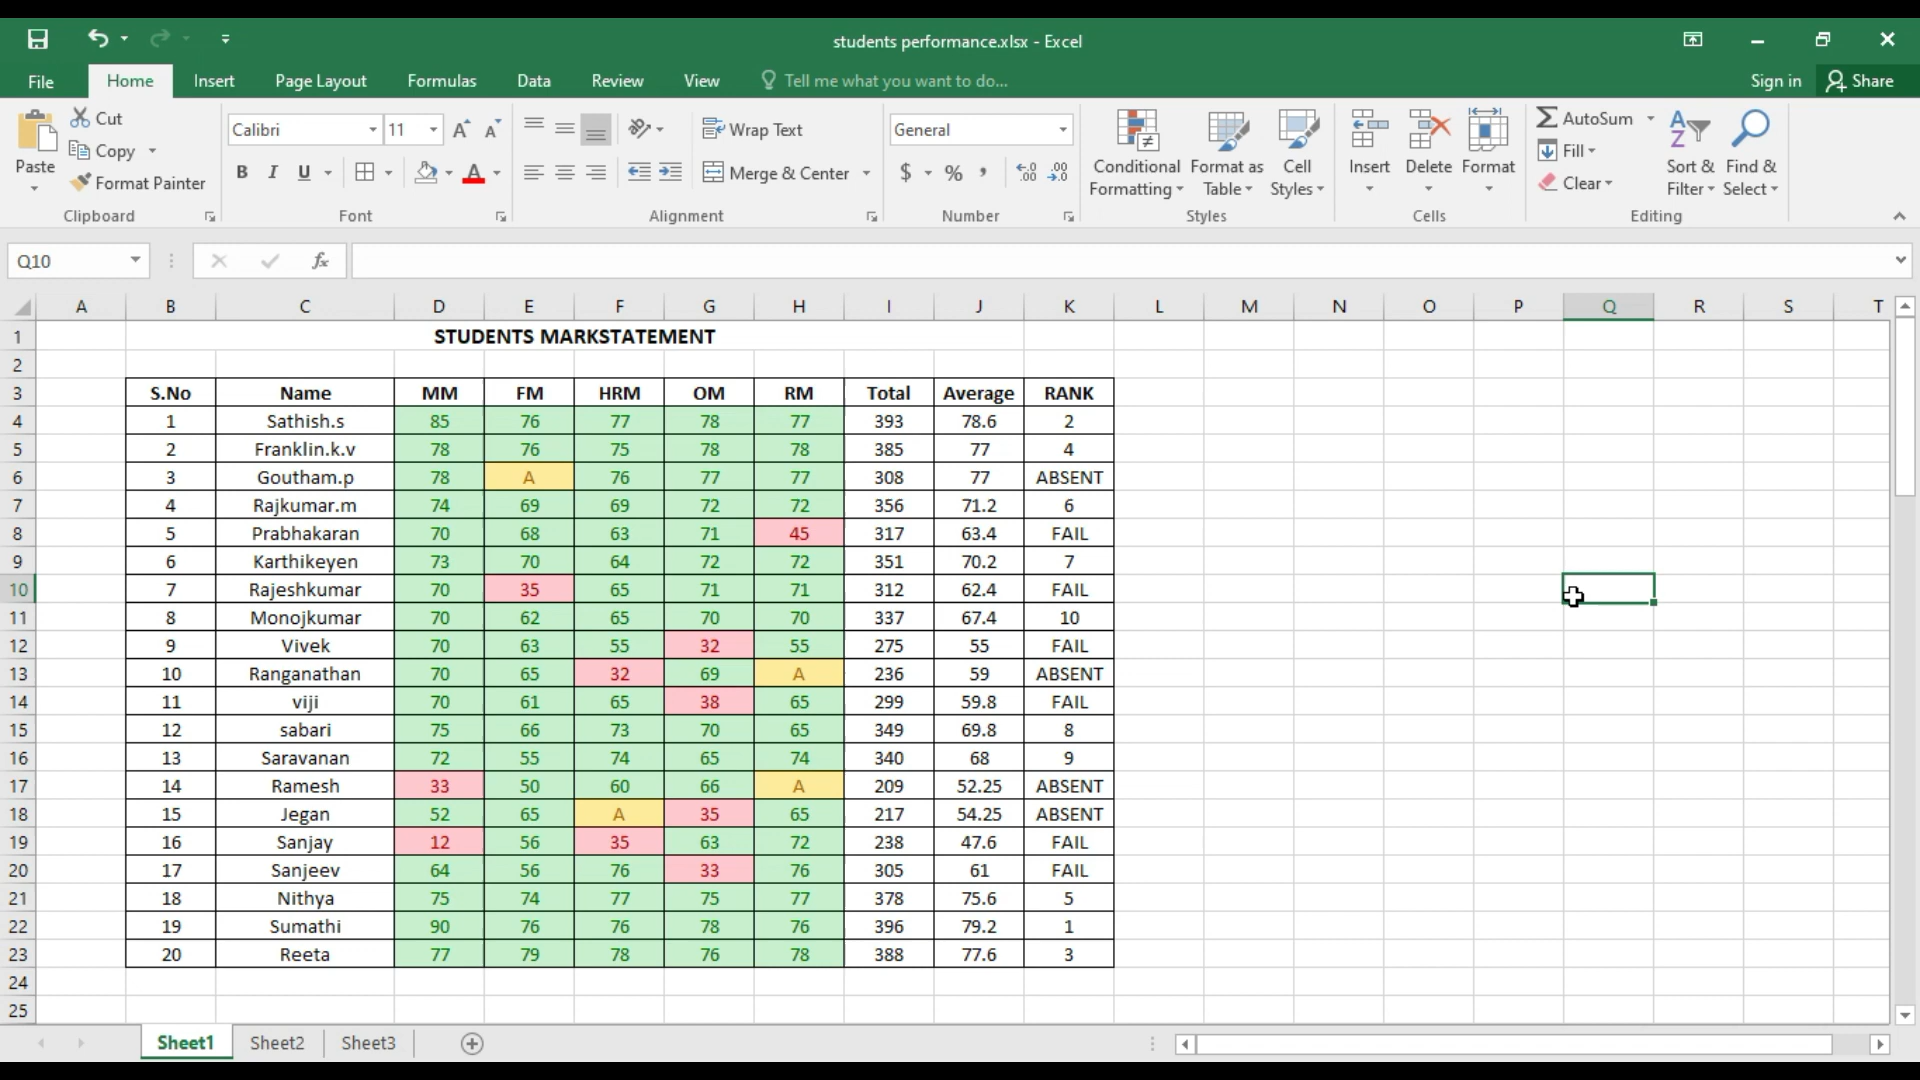 students performance.xlsx - Excel
File Home Insert Page Layout Formulas Data Review View Tell me what you want to do... Sign in Share
Paste Cut Copy Format Painter Clipboard
Calibri 11 A A B I U A Font
Wrap Text Merge & Center Alignment
General $ % , .0 .00 .00 .0 Number
Conditional Formatting Format as Table Cell Styles Styles
Insert Delete Format Cells
AutoSum Fill Clear Sort & Filter Find & Select Editing
Q10 fx
A B C D E F G H I J K L M N O P Q R S T
1 STUDENTS MARKSTATEMENT
2
3 S.No Name MM FM HRM OM RM Total Average RANK
4 1 Sathish.s 85 76 77 78 77 393 78.6 2
5 2 Franklin.k.v 78 76 75 78 78 385 77 4
6 3 Goutham.p 78 A 76 77 77 308 77 ABSENT
7 4 Rajkumar.m 74 69 69 72 72 356 71.2 6
8 5 Prabhakaran 70 68 63 71 45 317 63.4 FAIL
9 6 Karthikeyen 73 70 64 72 72 351 70.2 7
10 7 Rajeshkumar 70 35 65 71 71 312 62.4 FAIL
11 8 Monojkumar 70 62 65 70 70 337 67.4 10
12 9 Vivek 70 63 55 32 55 275 55 FAIL
13 10 Ranganathan 70 65 32 69 A 236 59 ABSENT
14 11 viji 70 61 65 38 65 299 59.8 FAIL
15 12 sabari 75 66 73 70 65 349 69.8 8
16 13 Saravanan 72 55 74 65 74 340 68 9
17 14 Ramesh 33 50 60 66 A 209 52.25 ABSENT
18 15 Jegan 52 65 A 35 65 217 54.25 ABSENT
19 16 Sanjay 12 56 35 63 72 238 47.6 FAIL
20 17 Sanjeev 64 56 76 33 76 305 61 FAIL
21 18 Nithya 75 74 77 75 77 378 75.6 5
22 19 Sumathi 90 76 76 78 76 396 79.2 1
23 20 Reeta 77 79 78 76 78 388 77.6 3
24
25
Sheet1 Sheet2 Sheet3